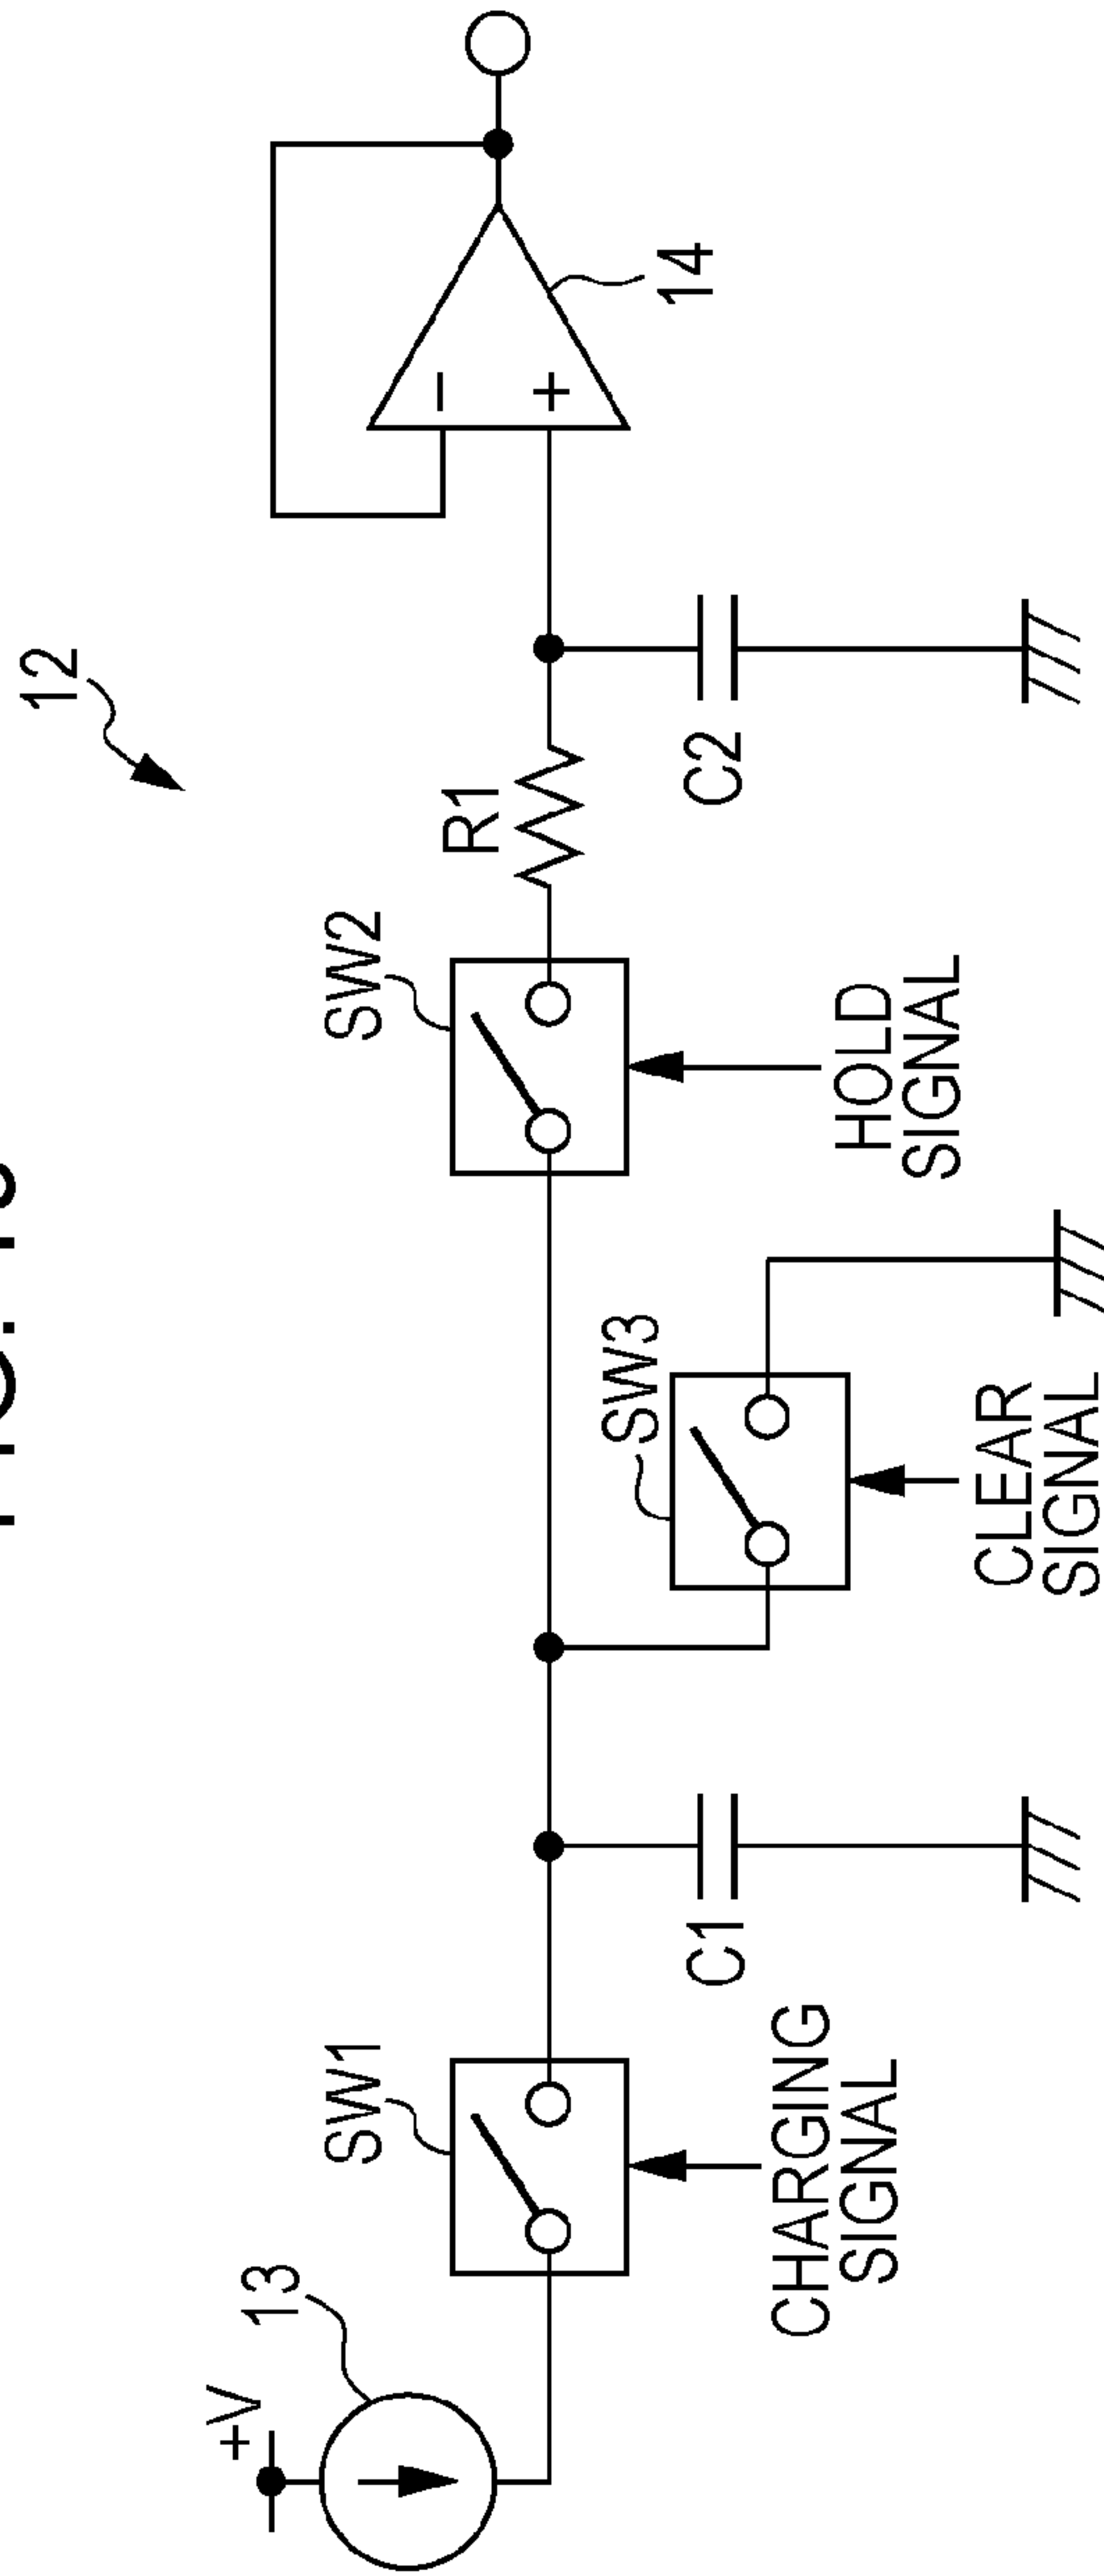 12
+V
13
SW1
CHARGING
SIGNAL
C1
SW3
CLEAR
SIGNAL
SW2
HOLD
SIGNAL
R1
C2
−
+
14